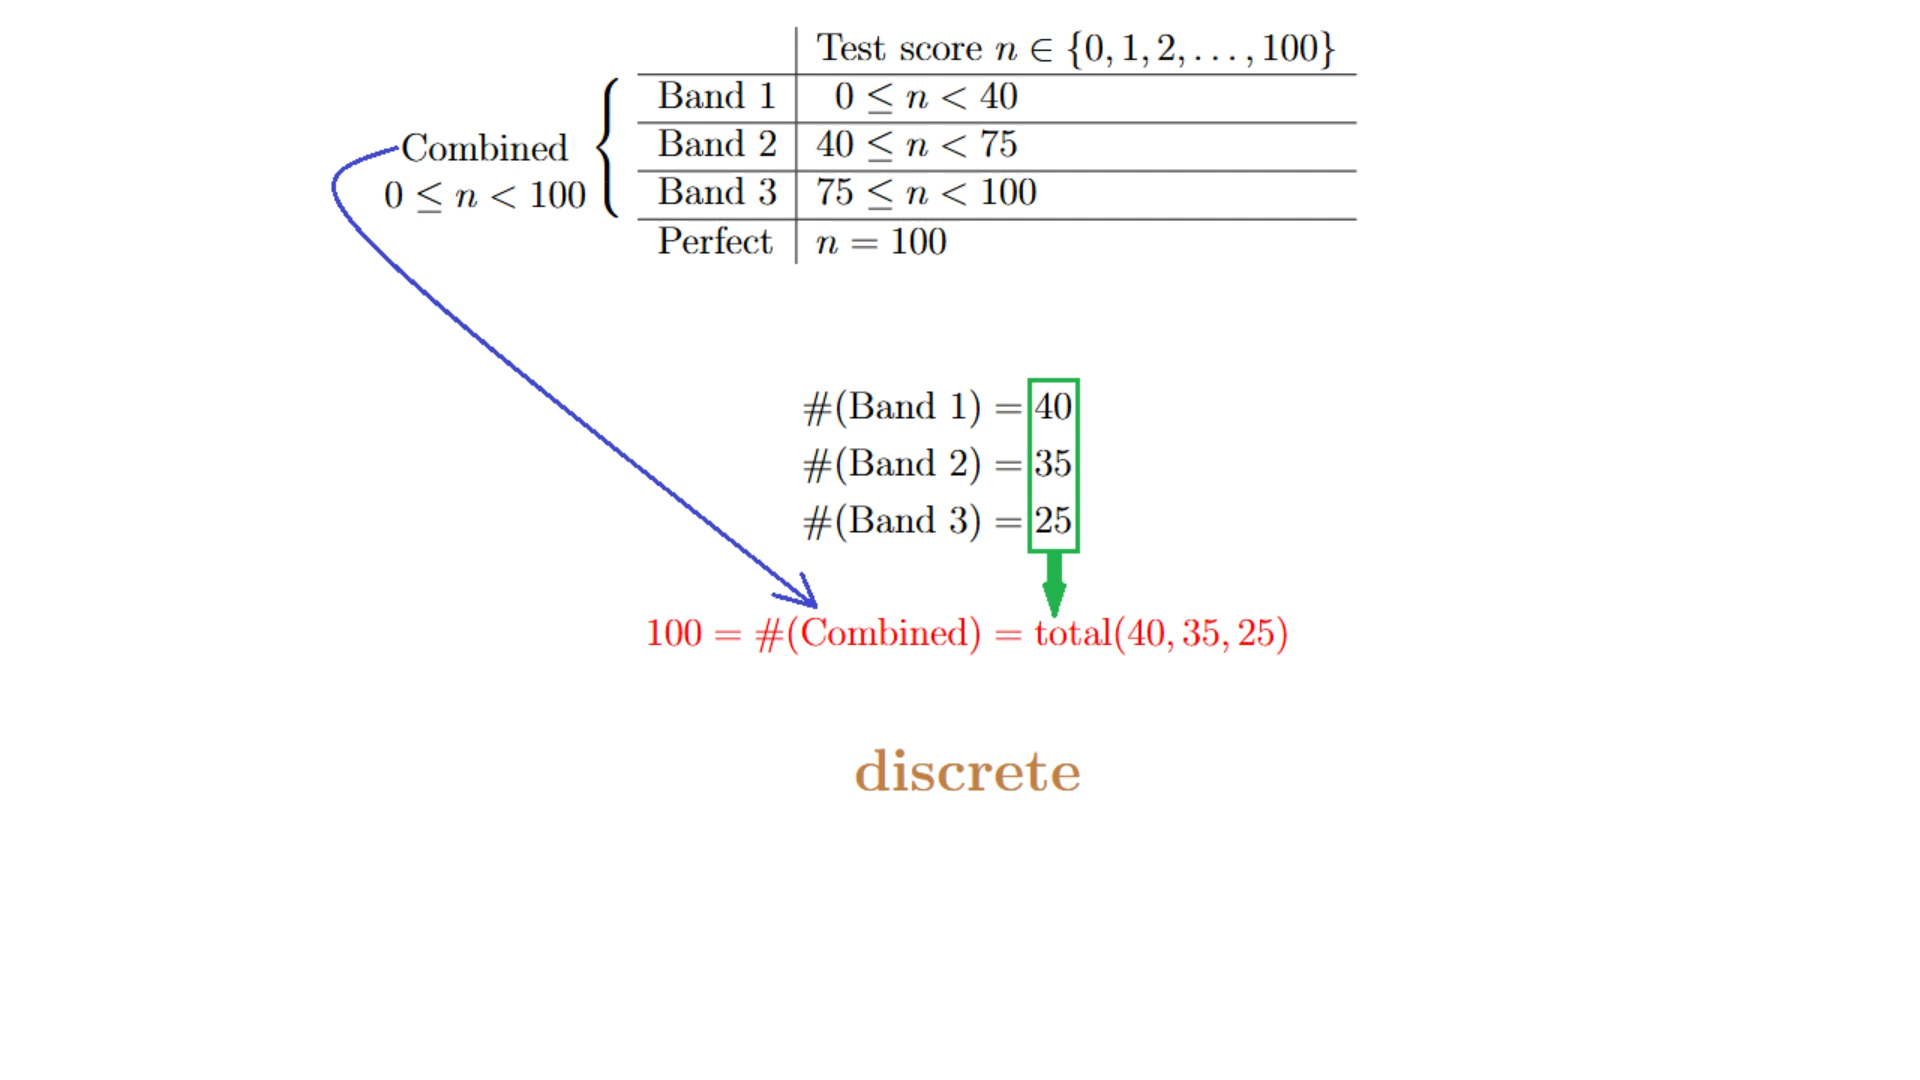 Test score n ∈ {0, 1, 2, . . . , 100}
Band 1 0 ≤ n < 40
Combined
Band 2 40 ≤ n < 75
0 ≤ n < 100
Band 3 75 ≤ n < 100
Perfect n = 100
#(Band 1) = 40
#(Band 2) = 35
#(Band 3) = 25
100 = #(Combined) = total(40, 35, 25)
discrete